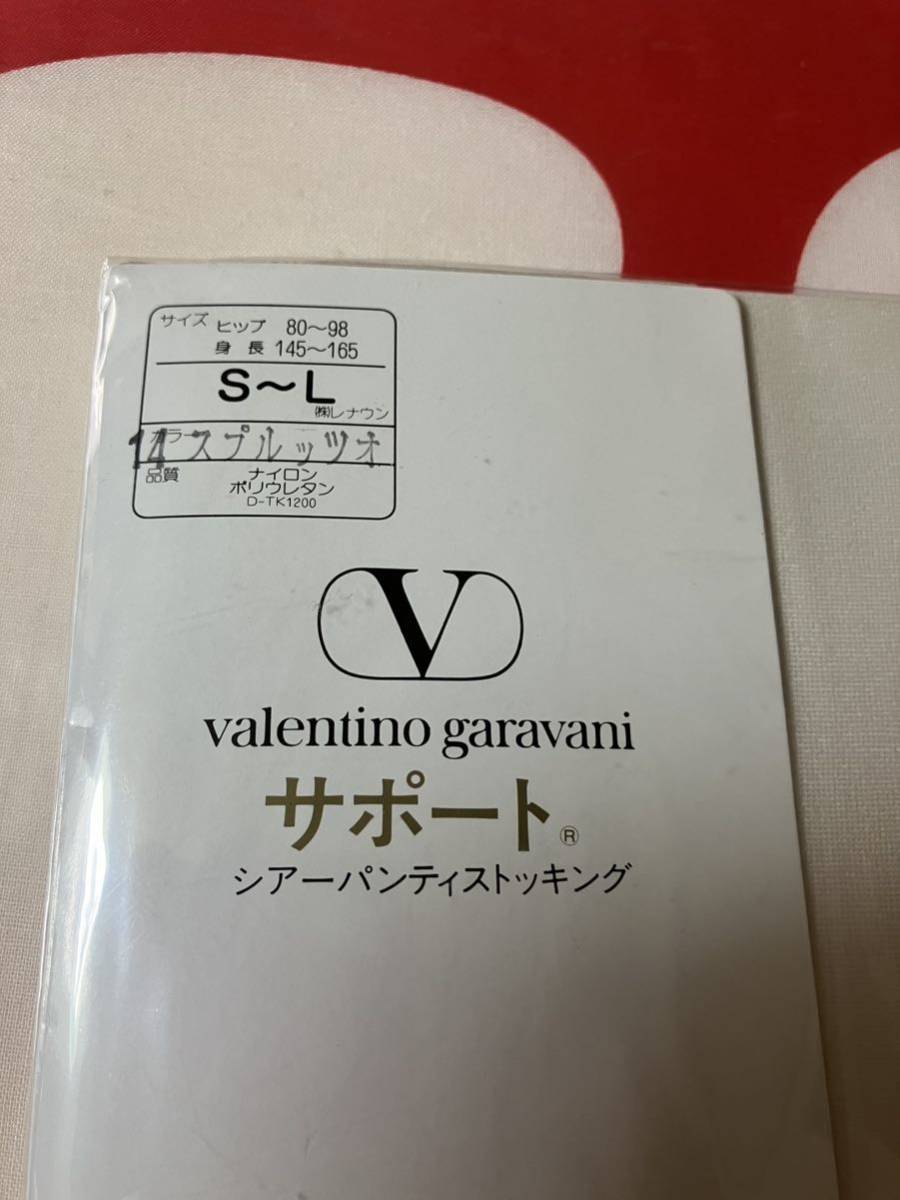 サイズ ヒップ 80〜98
身長 145〜165
S〜L
㈱レナウン
カラー
14 スプルッツオ
品質 ナイロン
ポリウレタン
D-TK1200
V
valentino garavani
サポート®
シアーパンティストッキング